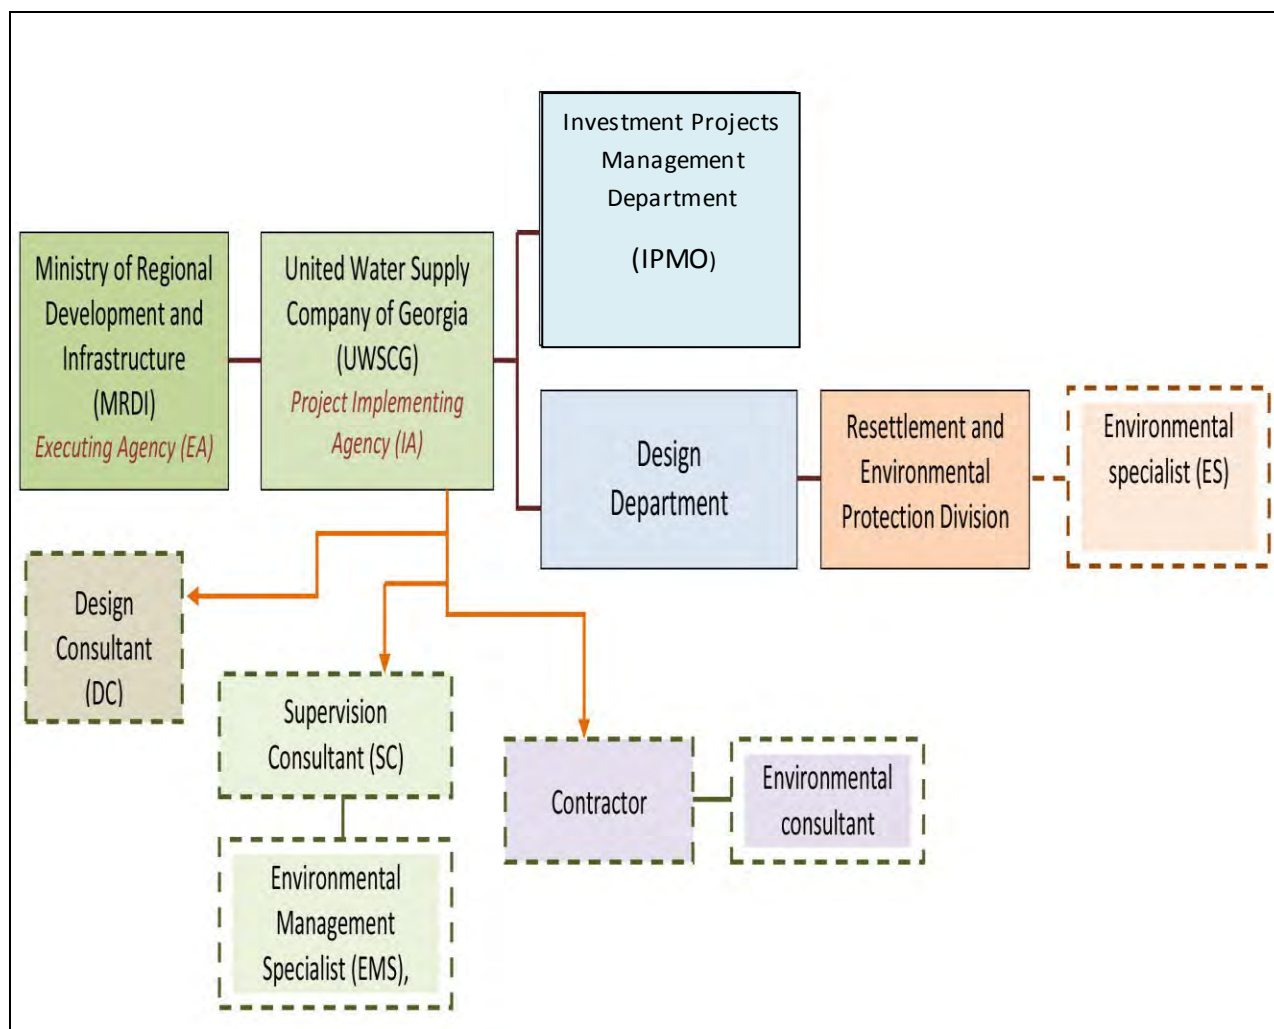 Investment Projects
Management
Department
(IPMO)
Ministry of Regional
Development and
Infrastructure
(MRDI)
Executing Agency (EA)
United Water Supply
Company of Georgia
(UWSCG)
Project Implementing
Agency (IA)
Design
Department
Resettlement and
Environmental
Protection Division
Environmental
specialist (ES)
Design
Consultant
(DC)
Supervision
Consultant (SC)
Contractor
Environmental
consultant
Environmental
Management
Specialist (EMS),